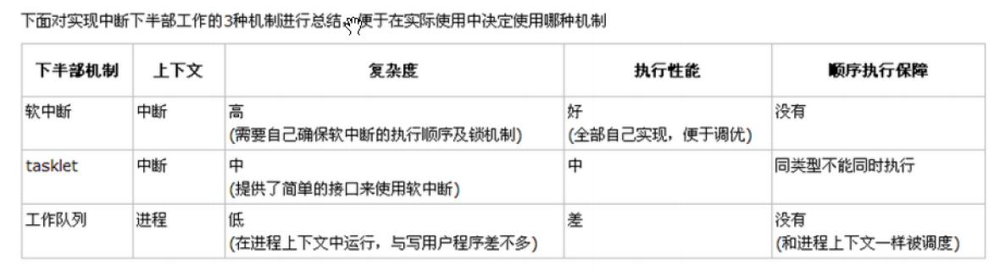 下面对实现中断下半部工作的3种机制进行总结，便于在实际使用中决定使用哪种机制
下半部机制 上下文 复杂度 执行性能 顺序执行保障
软中断 中断 高 好 没有
(需要自己确保软中断的执行顺序及锁机制) (全部自己实现，便于调优)
tasklet 中断 中 中 同类型不能同时执行
(提供了简单的接口来使用软中断)
工作队列 进程 低 差 没有
(在进程上下文中运行，与写用户程序差不多) (和进程上下文一样被调度)